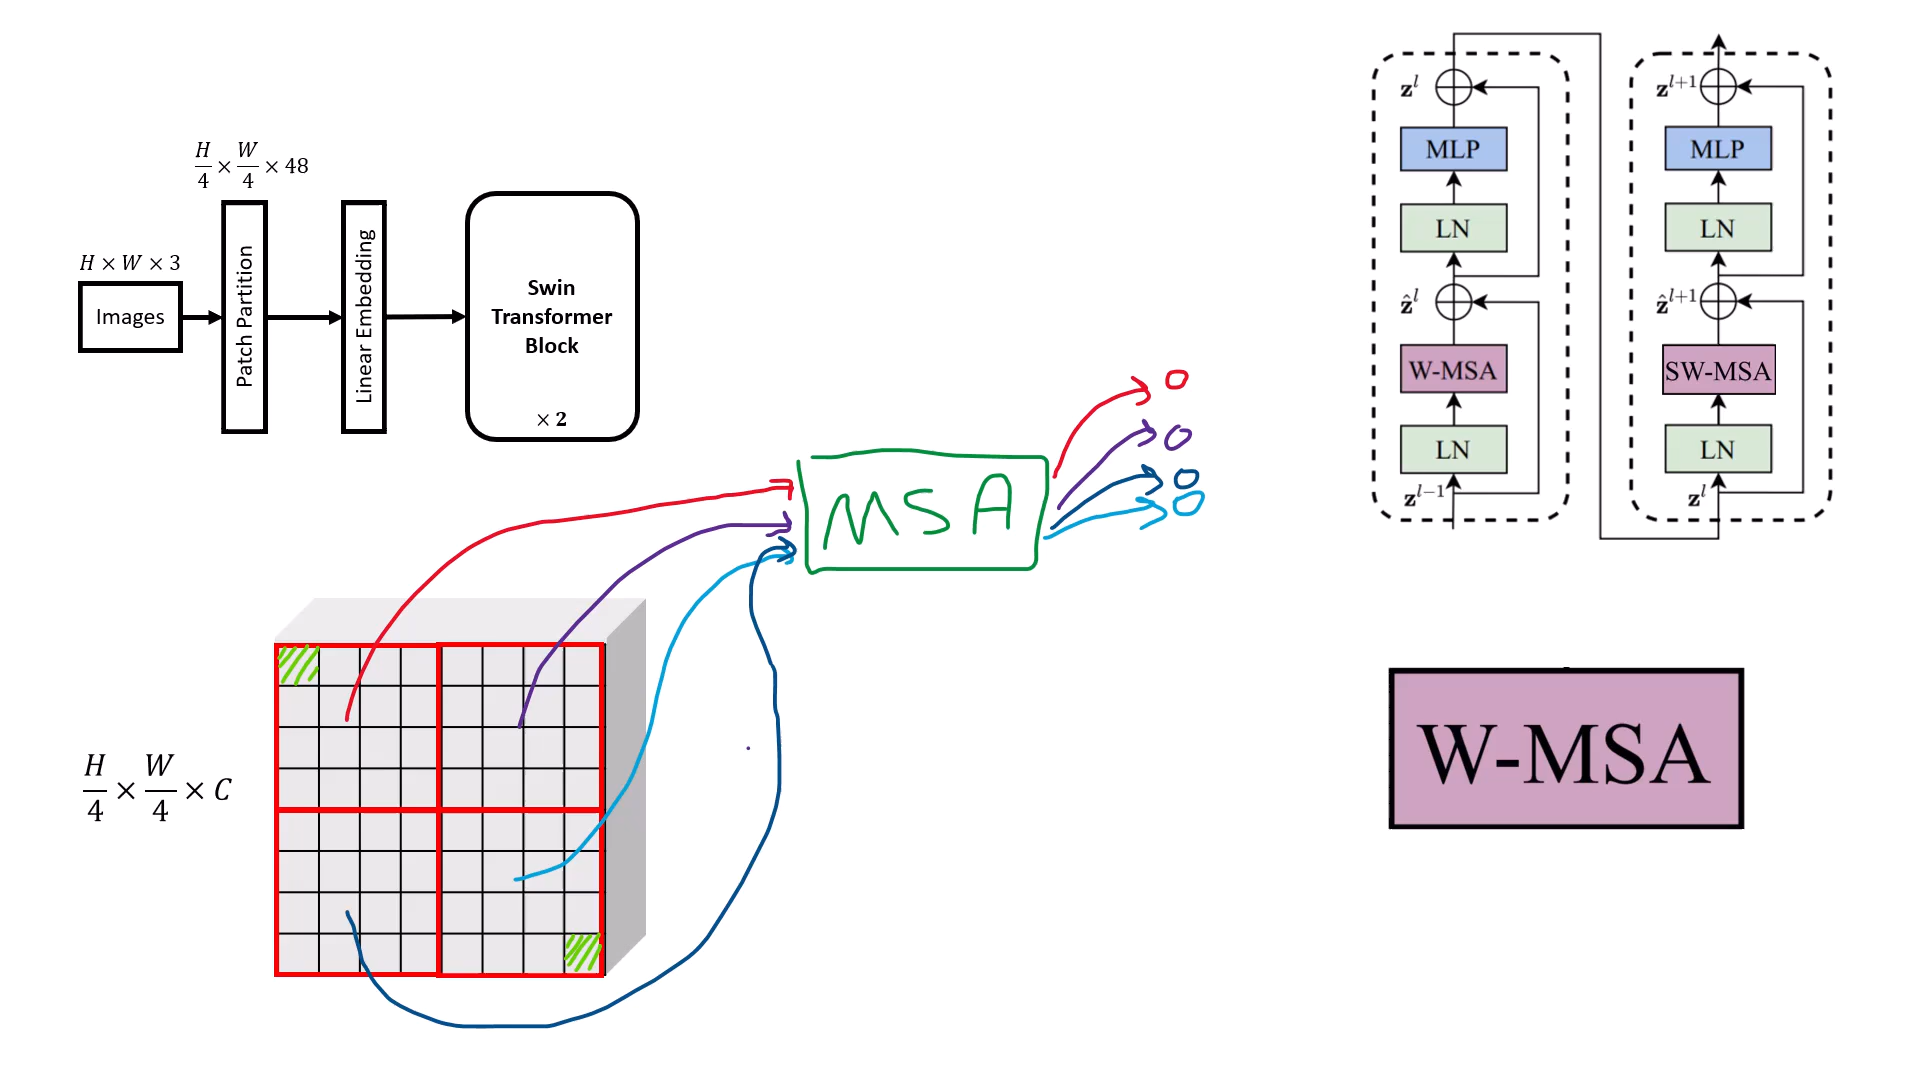 H/4 × W/4 × 48
H × W × 3
Images
Patch Partition
Linear Embedding
Swin
Transformer
Block
× 2
MSA
H/4 × W/4 × C
z^l
MLP
LN
ẑ^l
W-MSA
LN
z^{l−1}
z^{l+1}
MLP
LN
ẑ^{l+1}
SW-MSA
LN
z^l
W-MSA